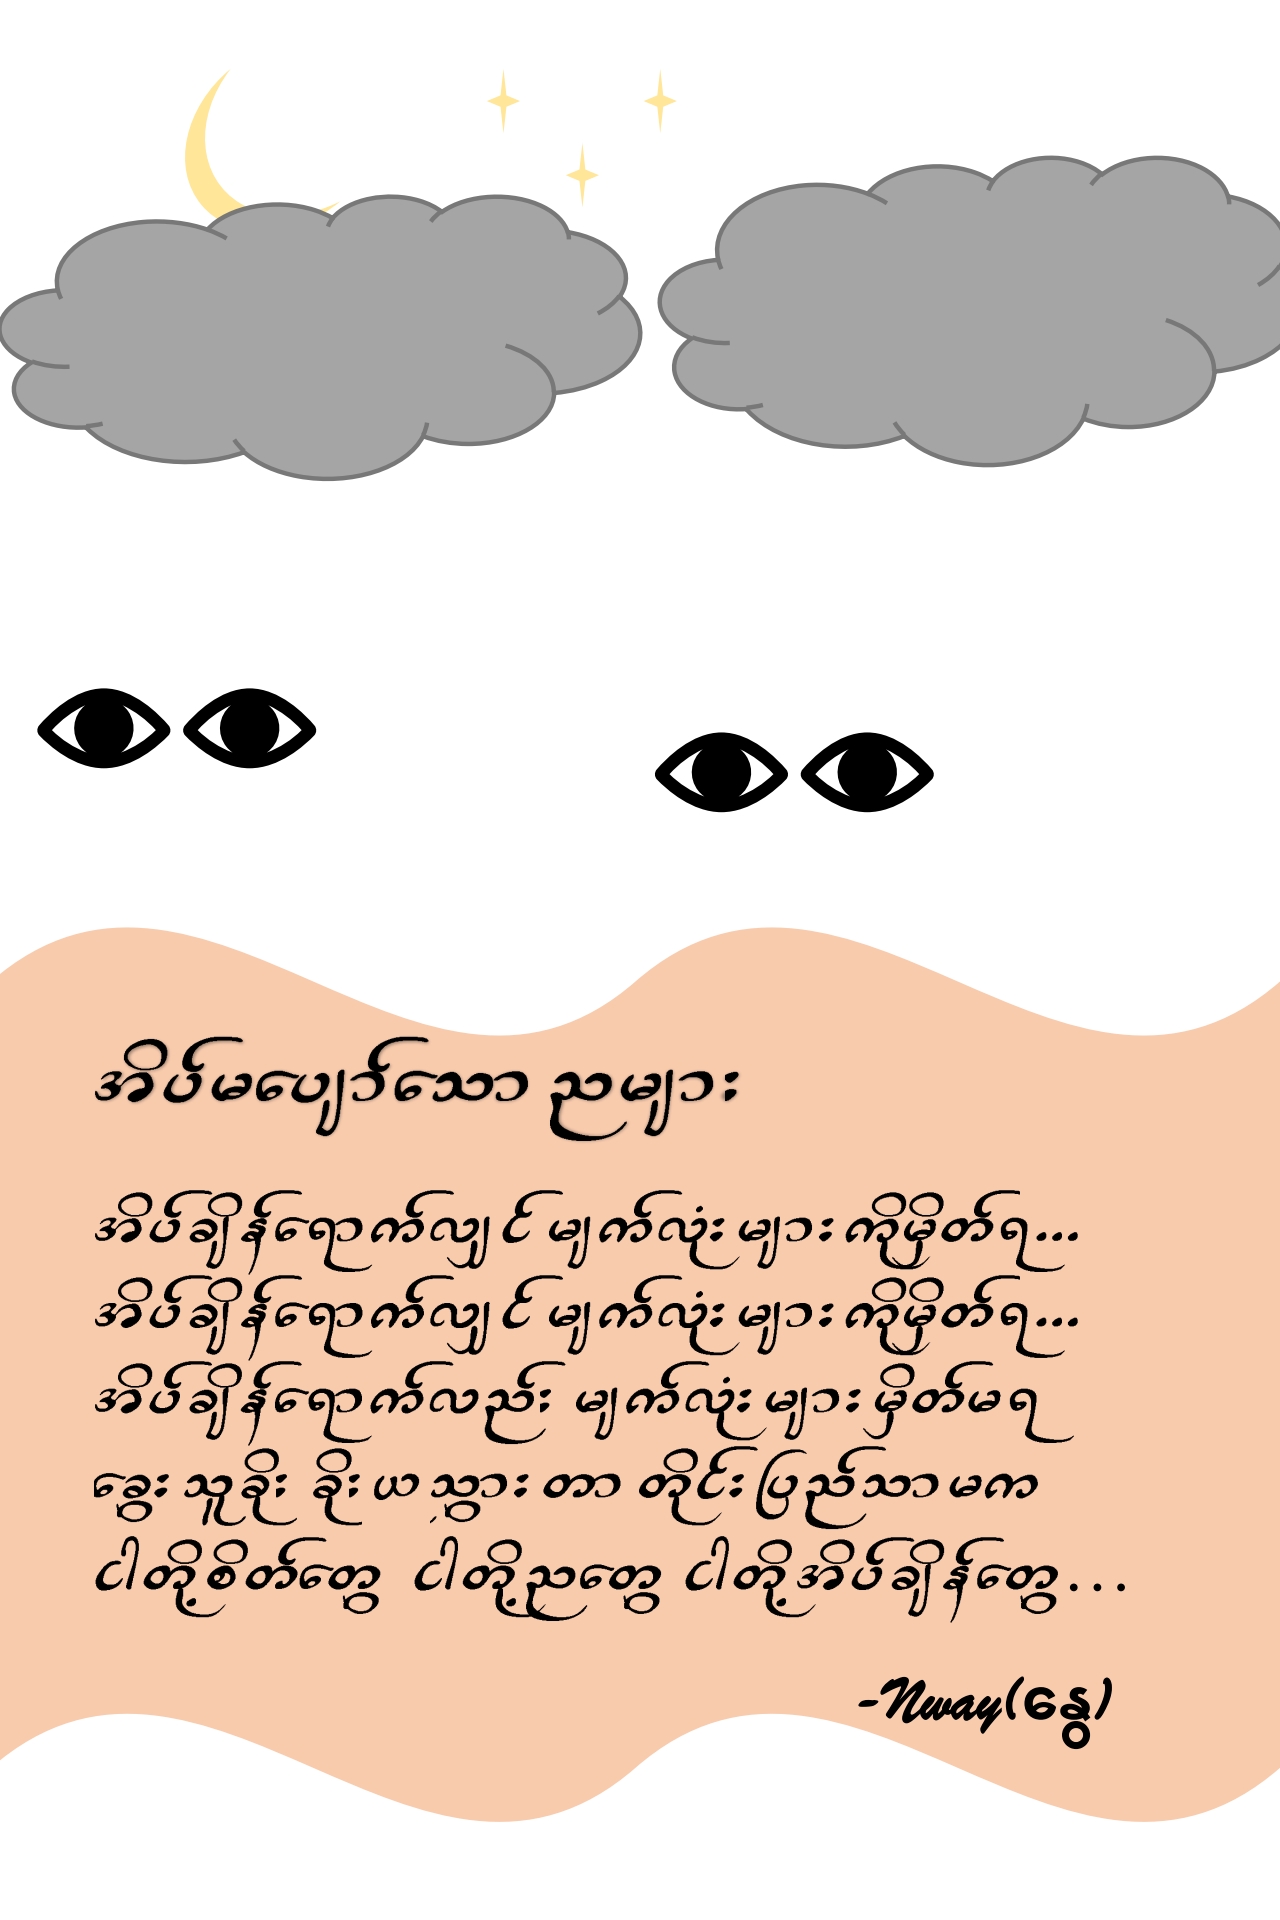 အိပ်မပျော်သော ညများ
အိပ်ချိန်ရောက်လျှင် မျက်လုံးများကိုမှိတ်ရ...
အိပ်ချိန်ရောက်လျှင် မျက်လုံးများကိုမှိတ်ရ...
အိပ်ချိန်ရောက်လည်း မျက်လုံးများမှိတ်မရ
ခွေးသူခိုး ခိုးယူသွားတာ တိုင်းပြည်သာမက
ငါတို့စိတ်တွေ ငါတို့ညတွေ ငါတို့အိပ်ချိန်တွေ...
-Nway(နွေ)